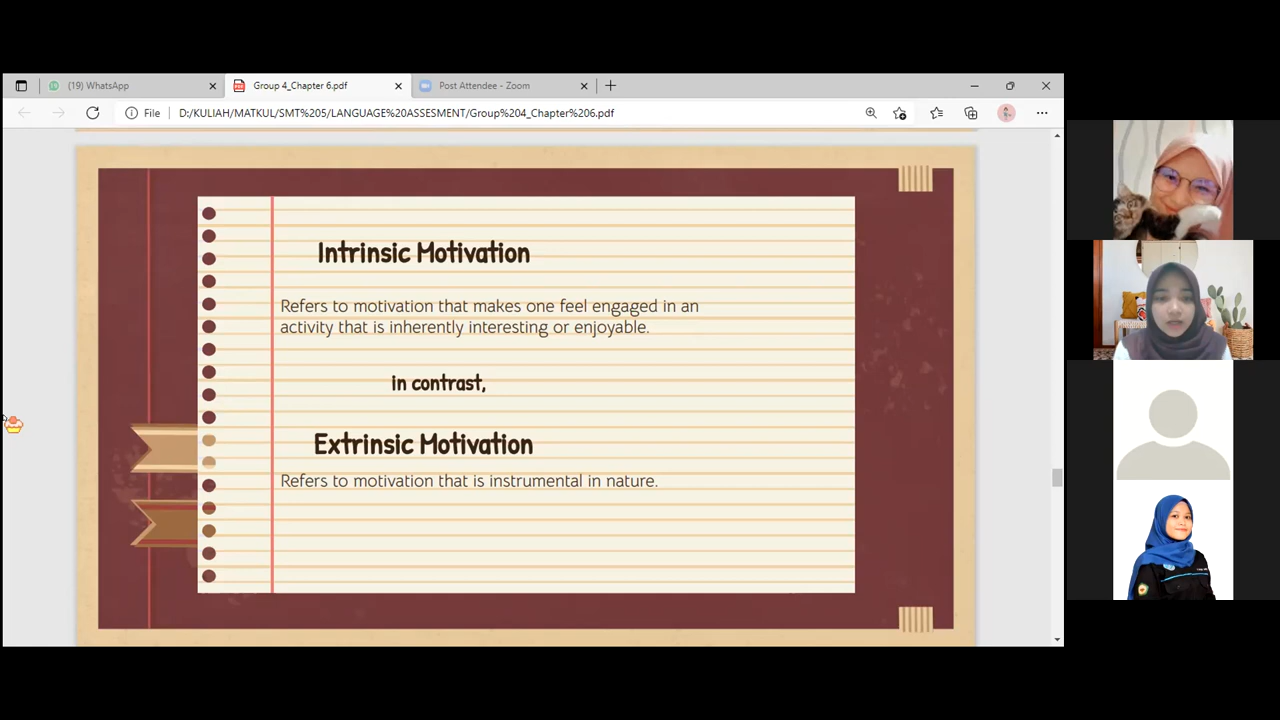 (19) WhatsApp
Group 4_Chapter 6.pdf
Post Attendee - Zoom
File
D:/KULIAH/MATKUL/SMT%205/LANGUAGE%20ASSESMENT/Group%204_Chapter%206.pdf
Intrinsic Motivation
Refers to motivation that makes one feel engaged in an
activity that is inherently interesting or enjoyable.
in contrast,
Extrinsic Motivation
Refers to motivation that is instrumental in nature.